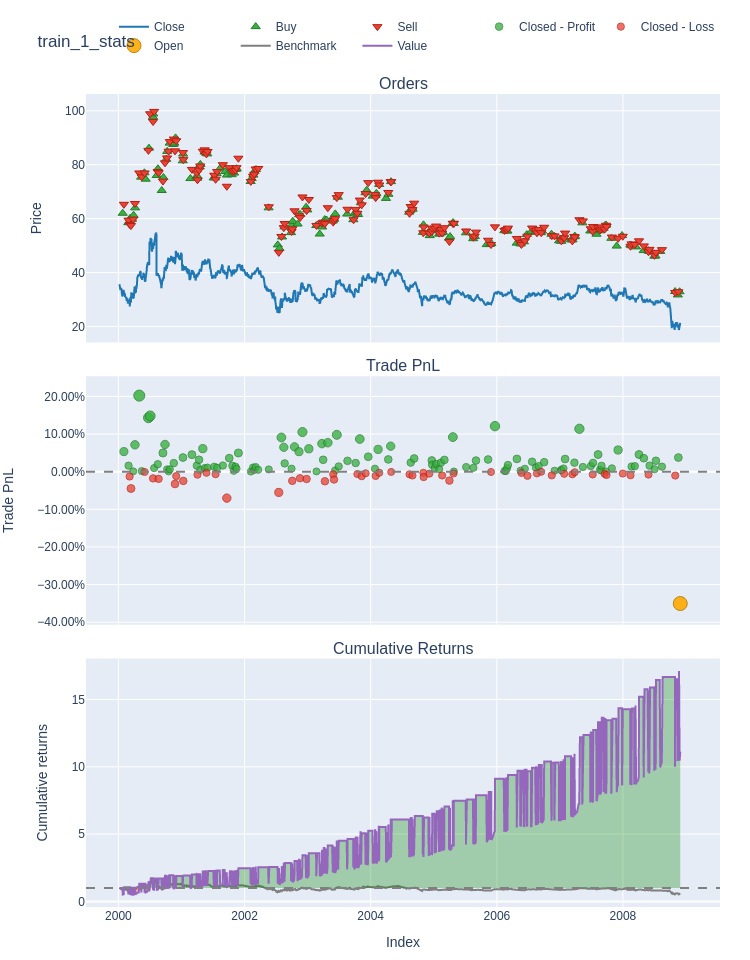 train_1_stats
Close Buy Sell Closed - Profit Closed - Loss
Open Benchmark Value
Orders
100
80
60
40
20
Price
Trade PnL
20.00%
10.00%
0.00%
−10.00%
−20.00%
−30.00%
−40.00%
Trade PnL
Cumulative Returns
15
10
5
0
Cumulative returns
2000 2002 2004 2006 2008
Index